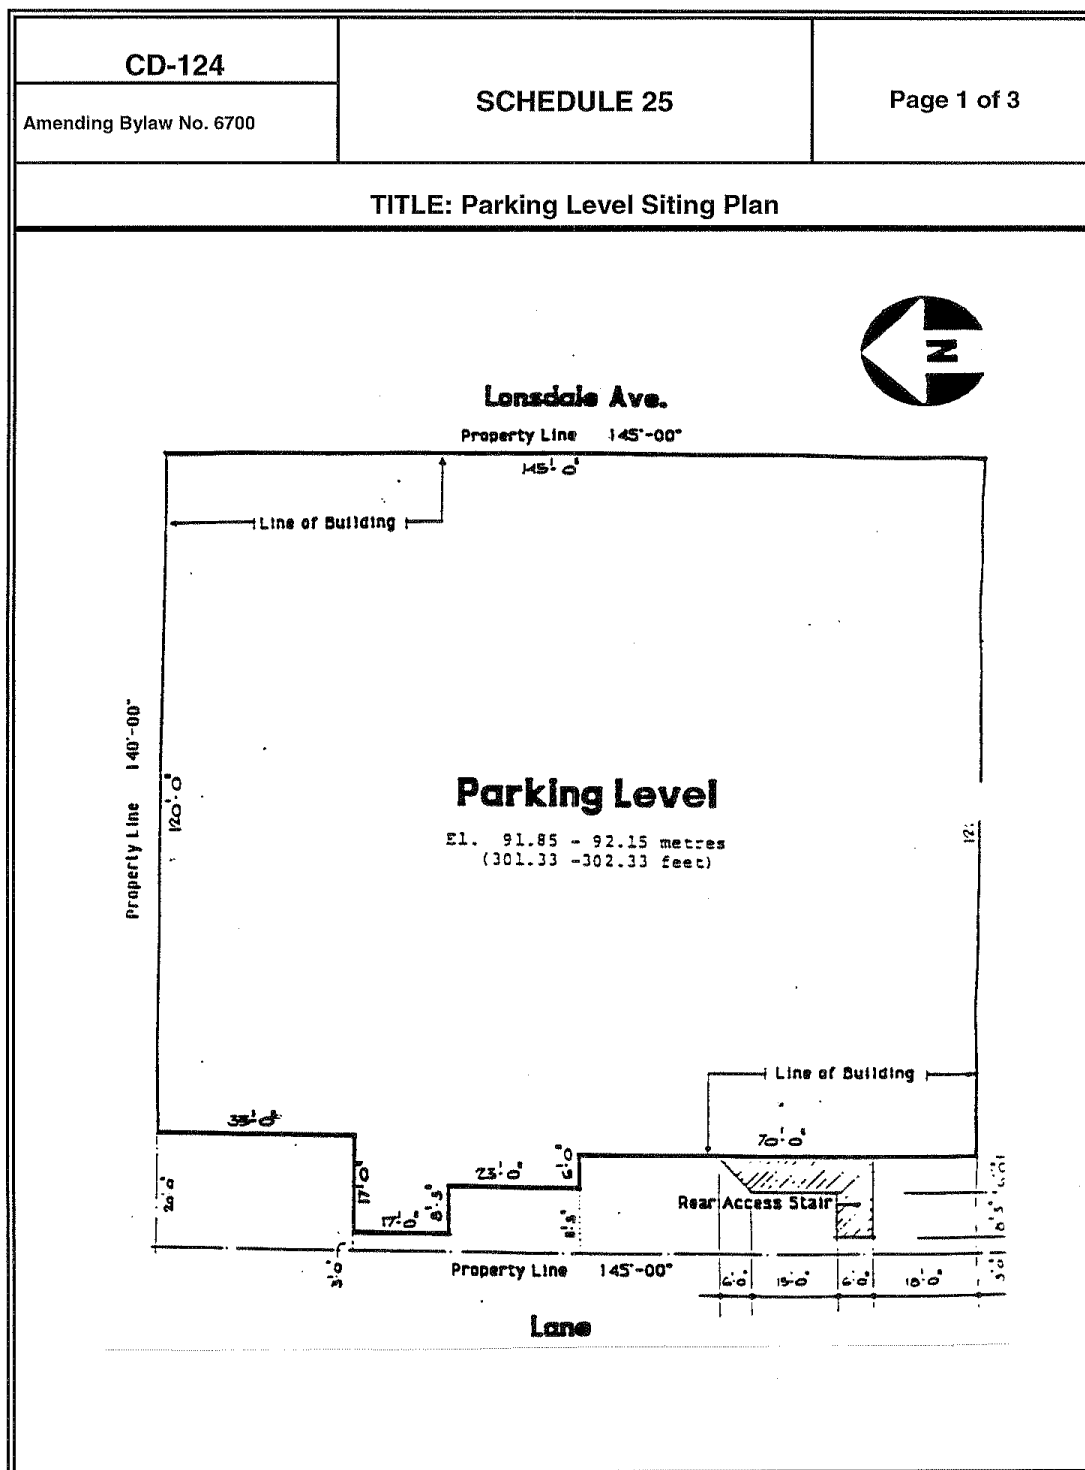 CD-124
Amending Bylaw No. 6700
SCHEDULE 25
Page 1 of 3
TITLE: Parking Level Siting Plan
N
Lonsdale Ave.
Property Line 145'-00"
145'-0"
Line of Building
Property Line 140'-00"
120'-0"
Parking Level
El. 91.85 - 92.15 metres
(301.33 -302.33 feet)
Line of Building
33'-0"
70'-0"
17'-0"
23'-0"
6'-0"
20'-0"
17'-0"
8'-3"
Rear Access Stair
3'-0"
Property Line 145'-00"
6'-0"
15'-0"
6'-0"
18'-0"
3'-0"
Lane